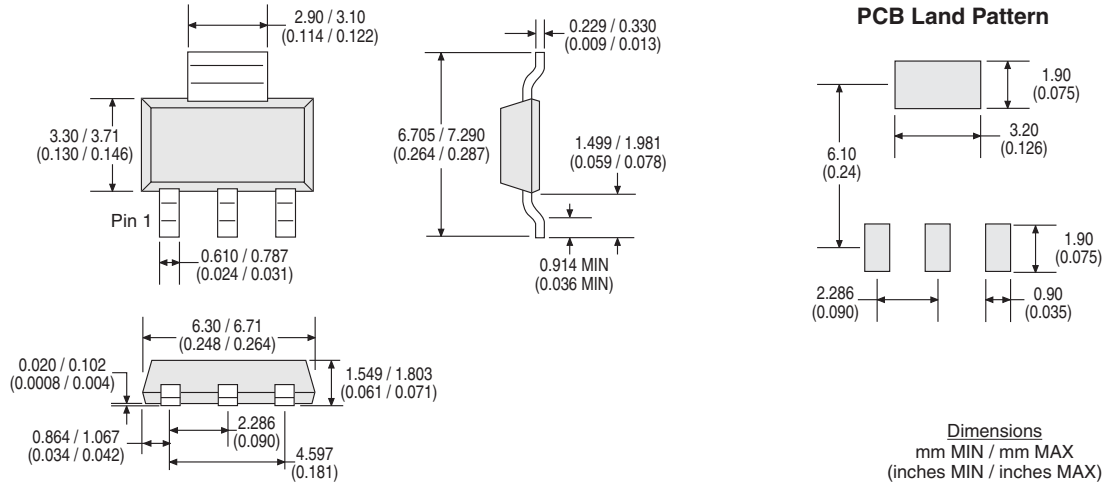 2.90 / 3.10
(0.114 / 0.122)
0.229 / 0.330
(0.009 / 0.013)
PCB Land Pattern
1.90
(0.075)
3.30 / 3.71
(0.130 / 0.146)
6.705 / 7.290
(0.264 / 0.287)
1.499 / 1.981
(0.059 / 0.078)
3.20
(0.126)
6.10
(0.24)
Pin 1
0.610 / 0.787
(0.024 / 0.031)
0.914 MIN
(0.036 MIN)
1.90
(0.075)
2.286
(0.090)
0.90
(0.035)
6.30 / 6.71
(0.248 / 0.264)
0.020 / 0.102
(0.0008 / 0.004)
1.549 / 1.803
(0.061 / 0.071)
0.864 / 1.067
(0.034 / 0.042)
2.286
(0.090)
4.597
(0.181)
Dimensions
mm MIN / mm MAX
(inches MIN / inches MAX)